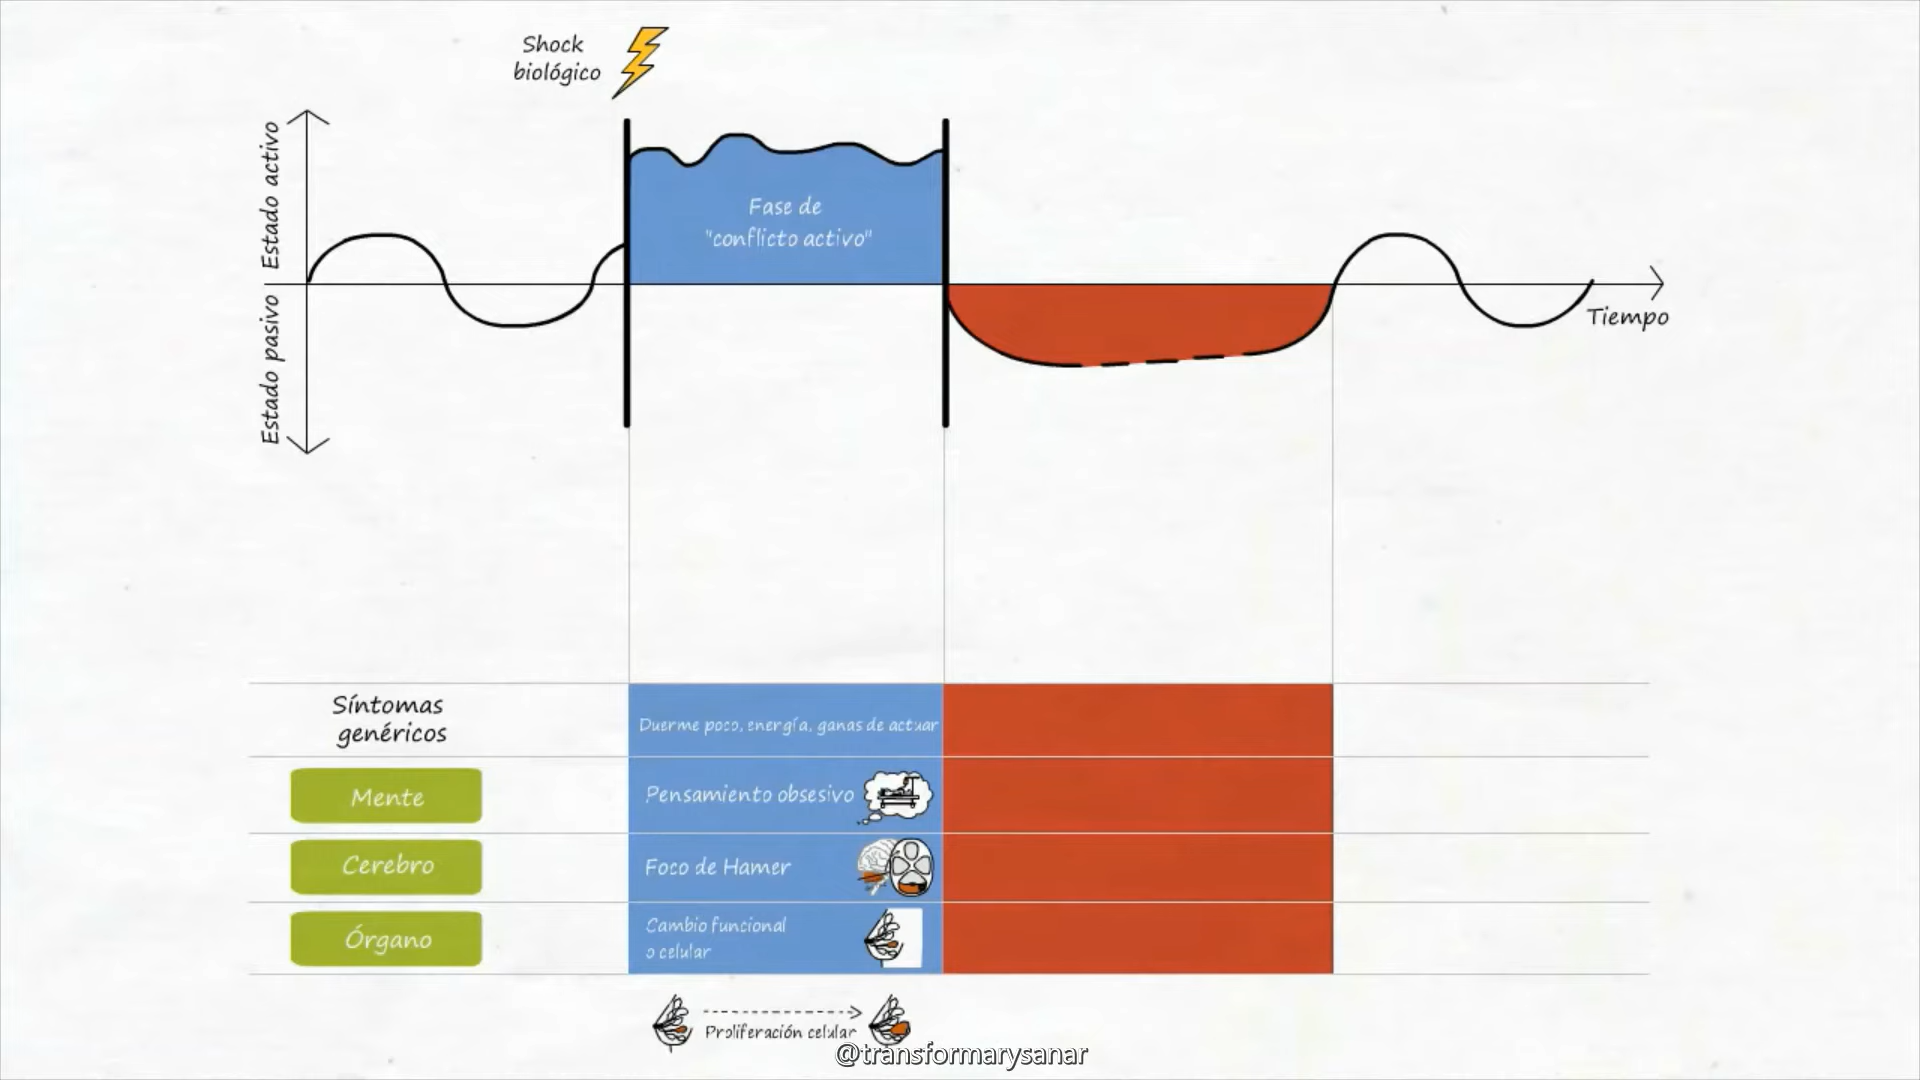 Shock
biológico
Estado activo
Estado pasivo
Fase de
"conflicto activo"
Tiempo
Síntomas
genéricos
Duerme poco, energía, ganas de actuar
Mente
Pensamiento obsesivo
Cerebro
Foco de Hamer
Órgano
Cambio funcional
o celular
Proliferación celular
@transformarysanar